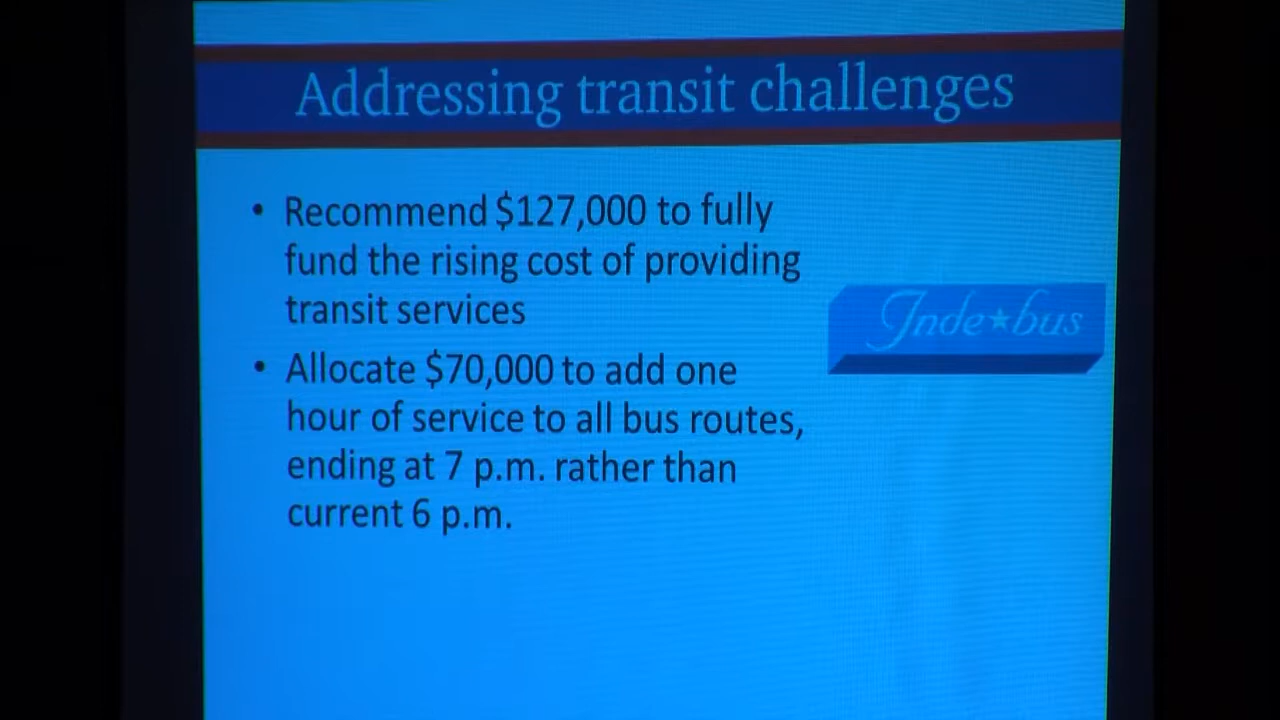 Addressing transit challenges
• Recommend $127,000 to fully
fund the rising cost of providing
transit services
Inde★bus
• Allocate $70,000 to add one
hour of service to all bus routes,
ending at 7 p.m. rather than
current 6 p.m.